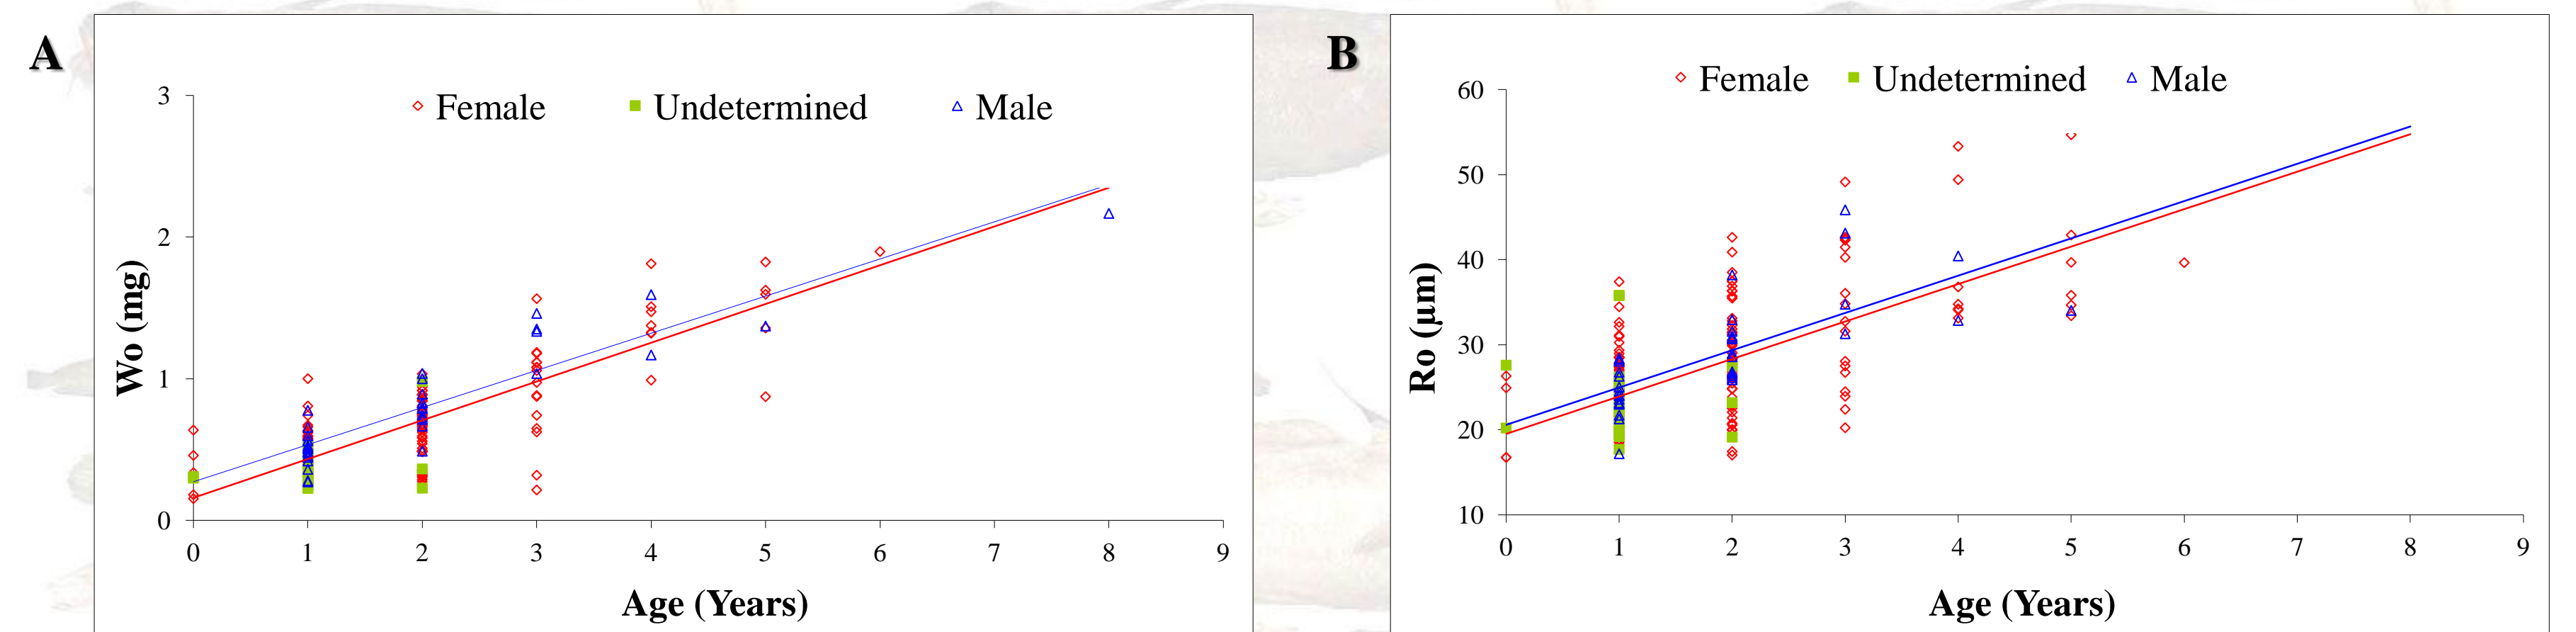 A
Female Undetermined Male
3
2
1
0
Wo (mg)
0 1 2 3 4 5 6 7 8 9
Age (Years)
B
Female Undetermined Male
60
50
40
30
20
10
Ro (µm)
0 1 2 3 4 5 6 7 8 9
Age (Years)